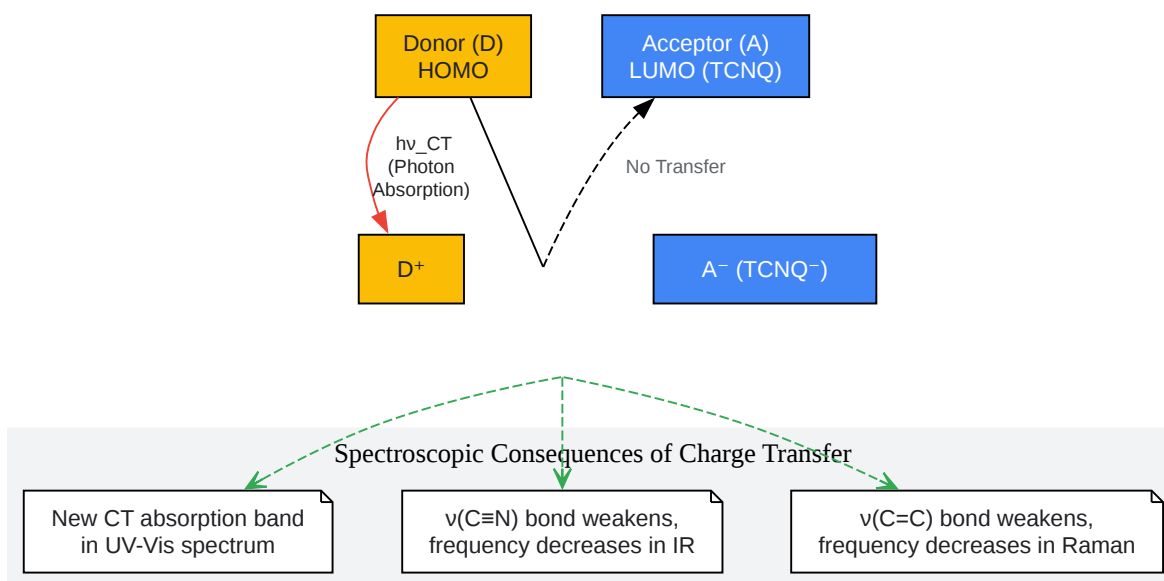 Donor (D)
HOMO
Acceptor (A)
LUMO (TCNQ)
hν_CT
(Photon
Absorption)
No Transfer
D⁺
A⁻ (TCNQ⁻)
Spectroscopic Consequences of Charge Transfer
New CT absorption band
in UV-Vis spectrum
ν(C≡N) bond weakens,
frequency decreases in IR
ν(C=C) bond weakens,
frequency decreases in Raman